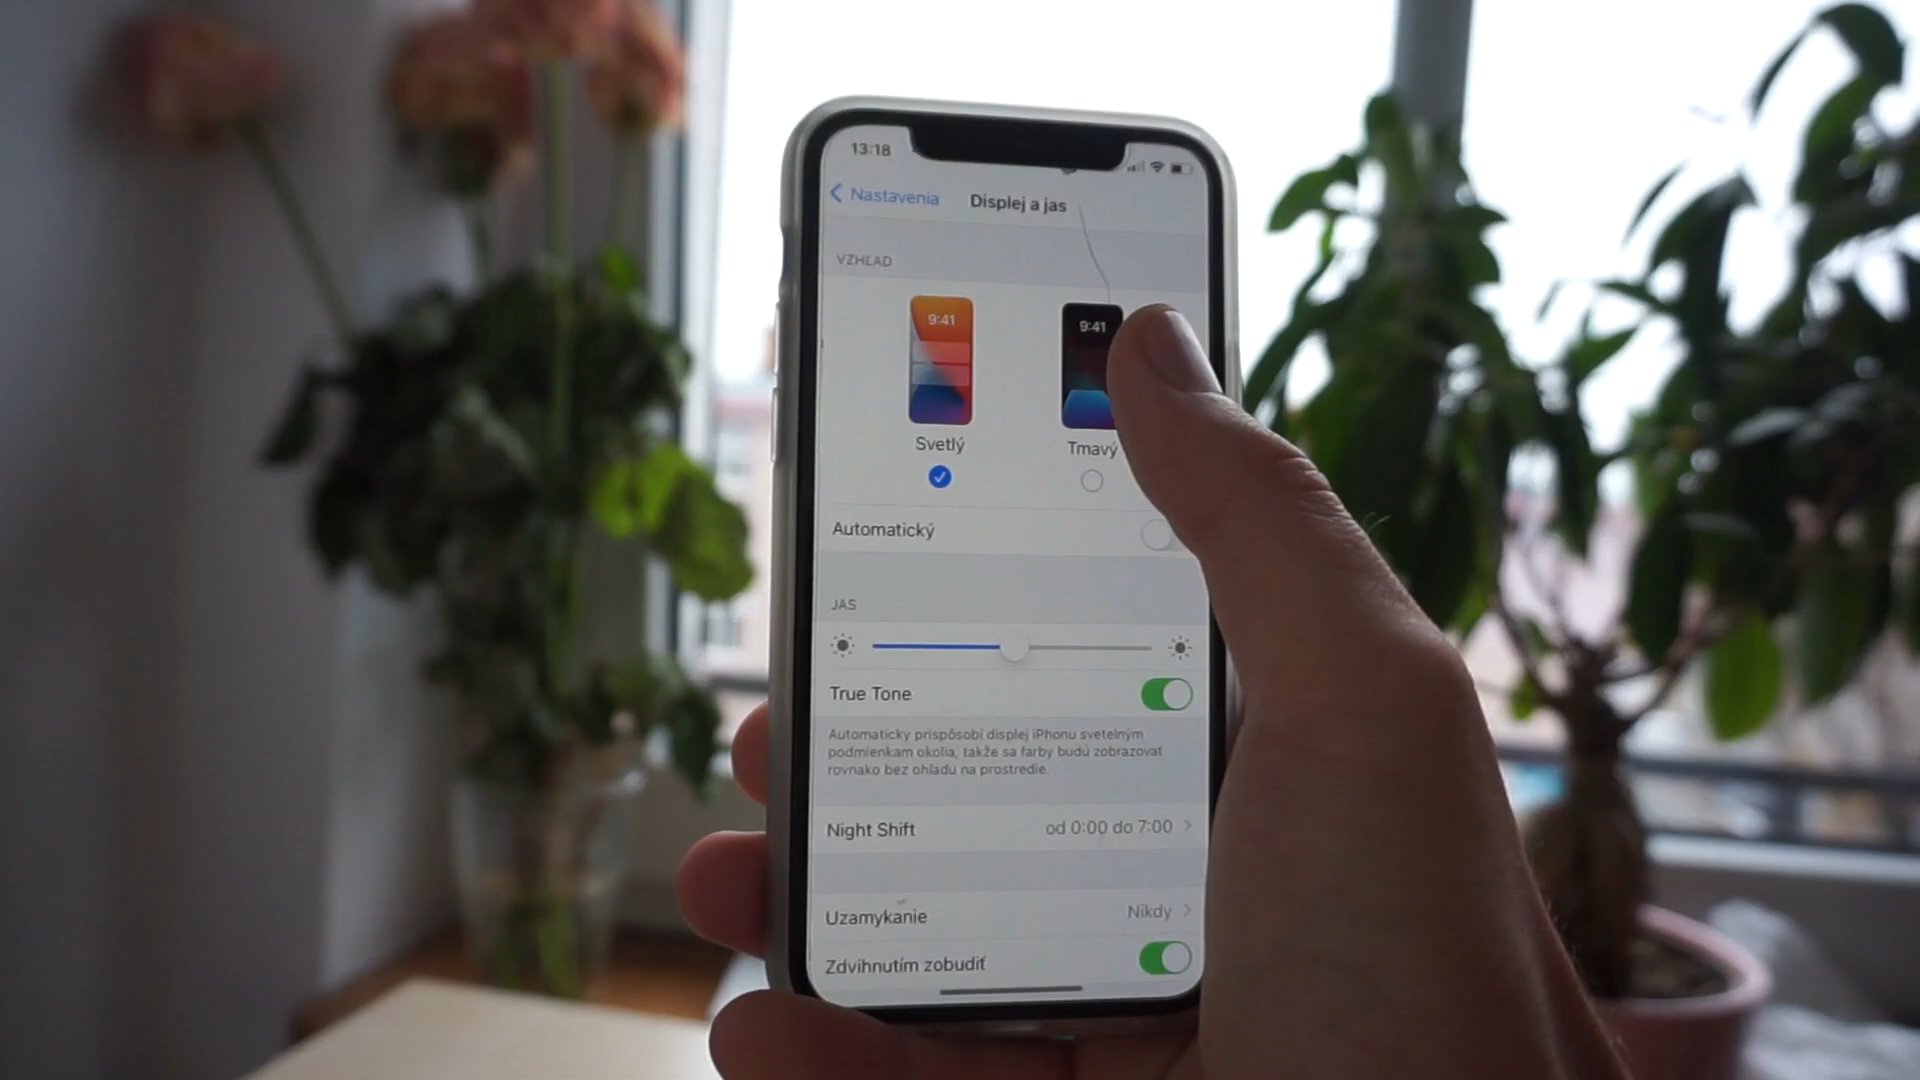 13:18
Nastavenia
Displej a jas
VZHĽAD
9:41
9:41
Svetlý
Tmavý
Automatický
JAS
True Tone
Automaticky prispôsobí displej iPhonu svetelným
podmienkam okolia, takže sa farby budú zobrazovať
rovnako bez ohľadu na prostredie.
Night Shift
od 0:00 do 7:00
Uzamykanie
Nikdy
Zdvihnutím zobudiť